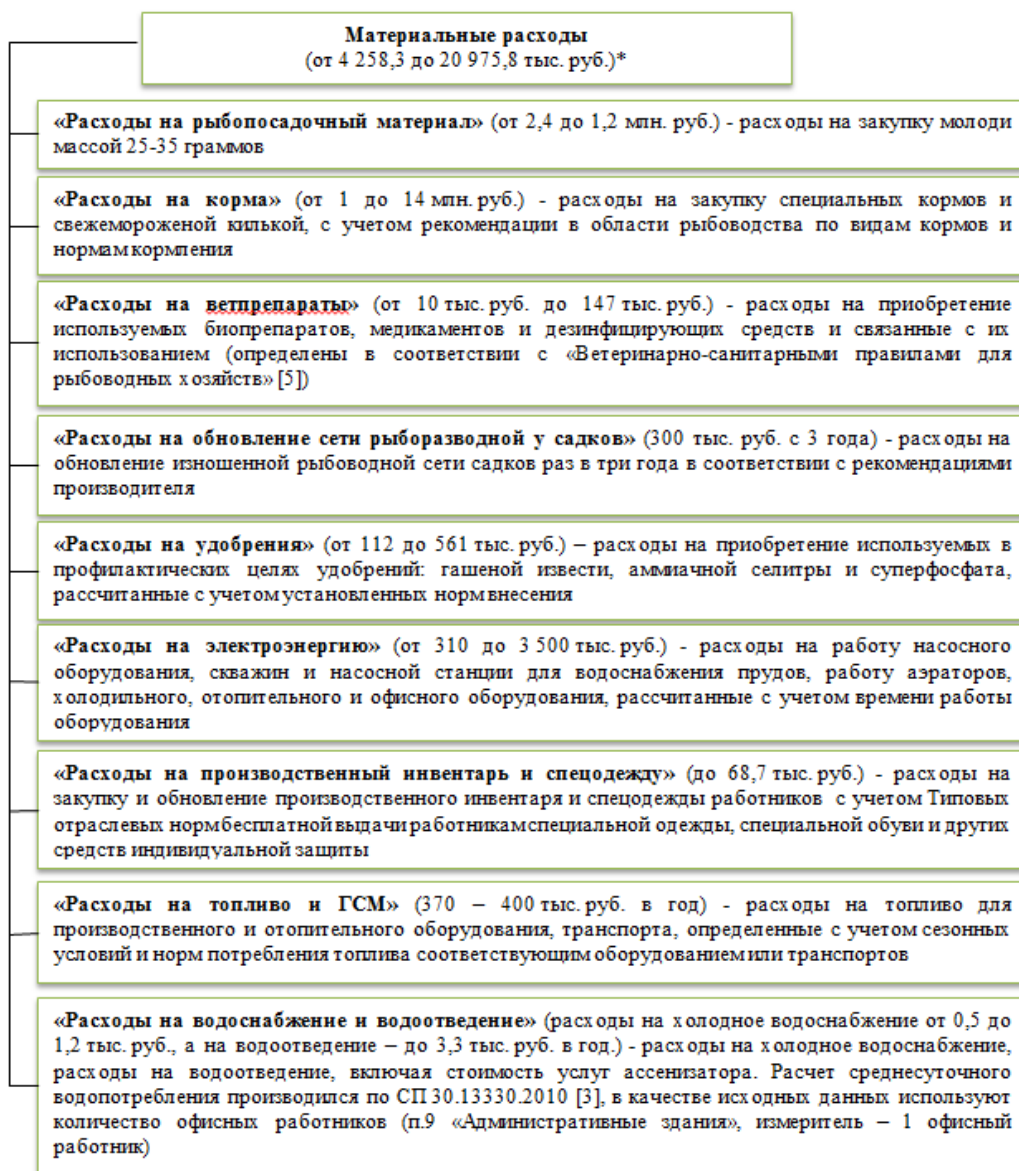 Материальные расходы
(от 4 258,3 до 20 975,8 тыс. руб.)*
«Расходы на рыбопосадочный материал» (от 2,4 до 1,2 млн. руб.) - расходы на закупку молоди
массой 25-35 граммов
«Расходы на корма» (от 1 до 14 млн. руб.) - расходы на закупку специальных кормов и
свежемороженой килькой, с учетом рекомендации в области рыбоводства по видам кормов и
нормам кормления
«Расходы на ветпрепараты» (от 10 тыс. руб. до 147 тыс. руб.) - расходы на приобретение
используемых биопрепаратов, медикаментов и дезинфицирующих средств и связанные с их
использованием (определены в соответствии с «Ветеринарно-санитарными правилами для
рыбоводных хозяйств» [5])
«Расходы на обновление сети рыборазводной у садков» (300 тыс. руб. с 3 года) - расходы на
обновление изношенной рыбоводной сети садков раз в три года в соответствии с рекомендациями
производителя
«Расходы на удобрения» (от 112 до 561 тыс. руб.) – расходы на приобретение используемых в
профилактических целях удобрений: гашеной извести, аммиачной селитры и суперфосфата,
рассчитанные с учетом установленных норм внесения
«Расходы на электроэнергию» (от 310 до 3 500 тыс. руб.) - расходы на работу насосного
оборудования, скважин и насосной станции для водоснабжения прудов, работу аэраторов,
холодильного, отопительного и офисного оборудования, рассчитанные с учетом времени работы
оборудования
«Расходы на производственный инвентарь и спецодежду» (до 68,7 тыс. руб.) - расходы на
закупку и обновление производственного инвентаря и спецодежды работников с учетом Типовых
отраслевых норм бесплатной выдачи работникам специальной одежды, специальной обуви и других
средств индивидуальной защиты
«Расходы на топливо и ГСМ» (370 – 400 тыс. руб. в год) - расходы на топливо для
производственного и отопительного оборудования, транспорта, определенные с учетом сезонных
условий и норм потребления топлива соответствующим оборудованием или транспортов
«Расходы на водоснабжение и водоотведение» (расходы на холодное водоснабжение от 0,5 до
1,2 тыс. руб., а на водоотведение – до 3,3 тыс. руб. в год.) - расходы на холодное водоснабжение,
расходы на водоотведение, включая стоимость услуг ассенизатора. Расчет среднесуточного
водопотребления производился по СП 30.13330.2010 [3], в качестве исходных данных используют
количество офисных работников (п.9 «Административные здания», измеритель – 1 офисный
работник)